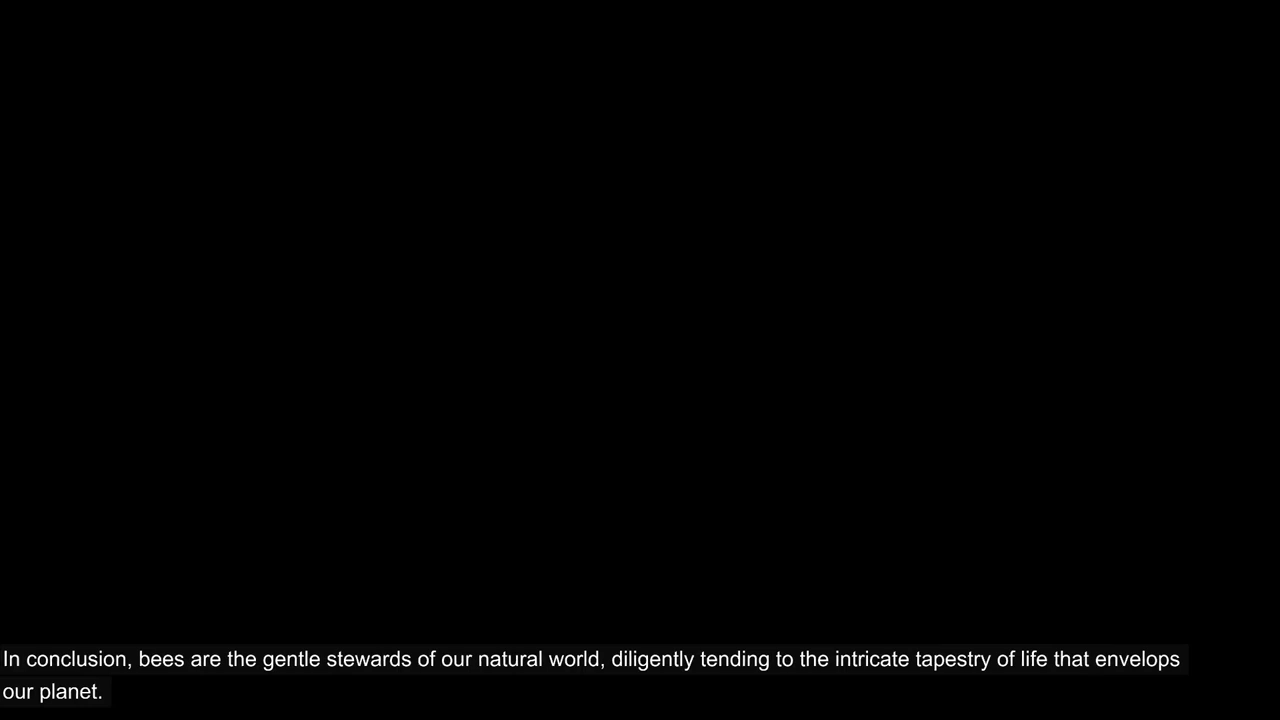 In conclusion, bees are the gentle stewards of our natural world, diligently tending to the intricate tapestry of life that envelops
our planet.